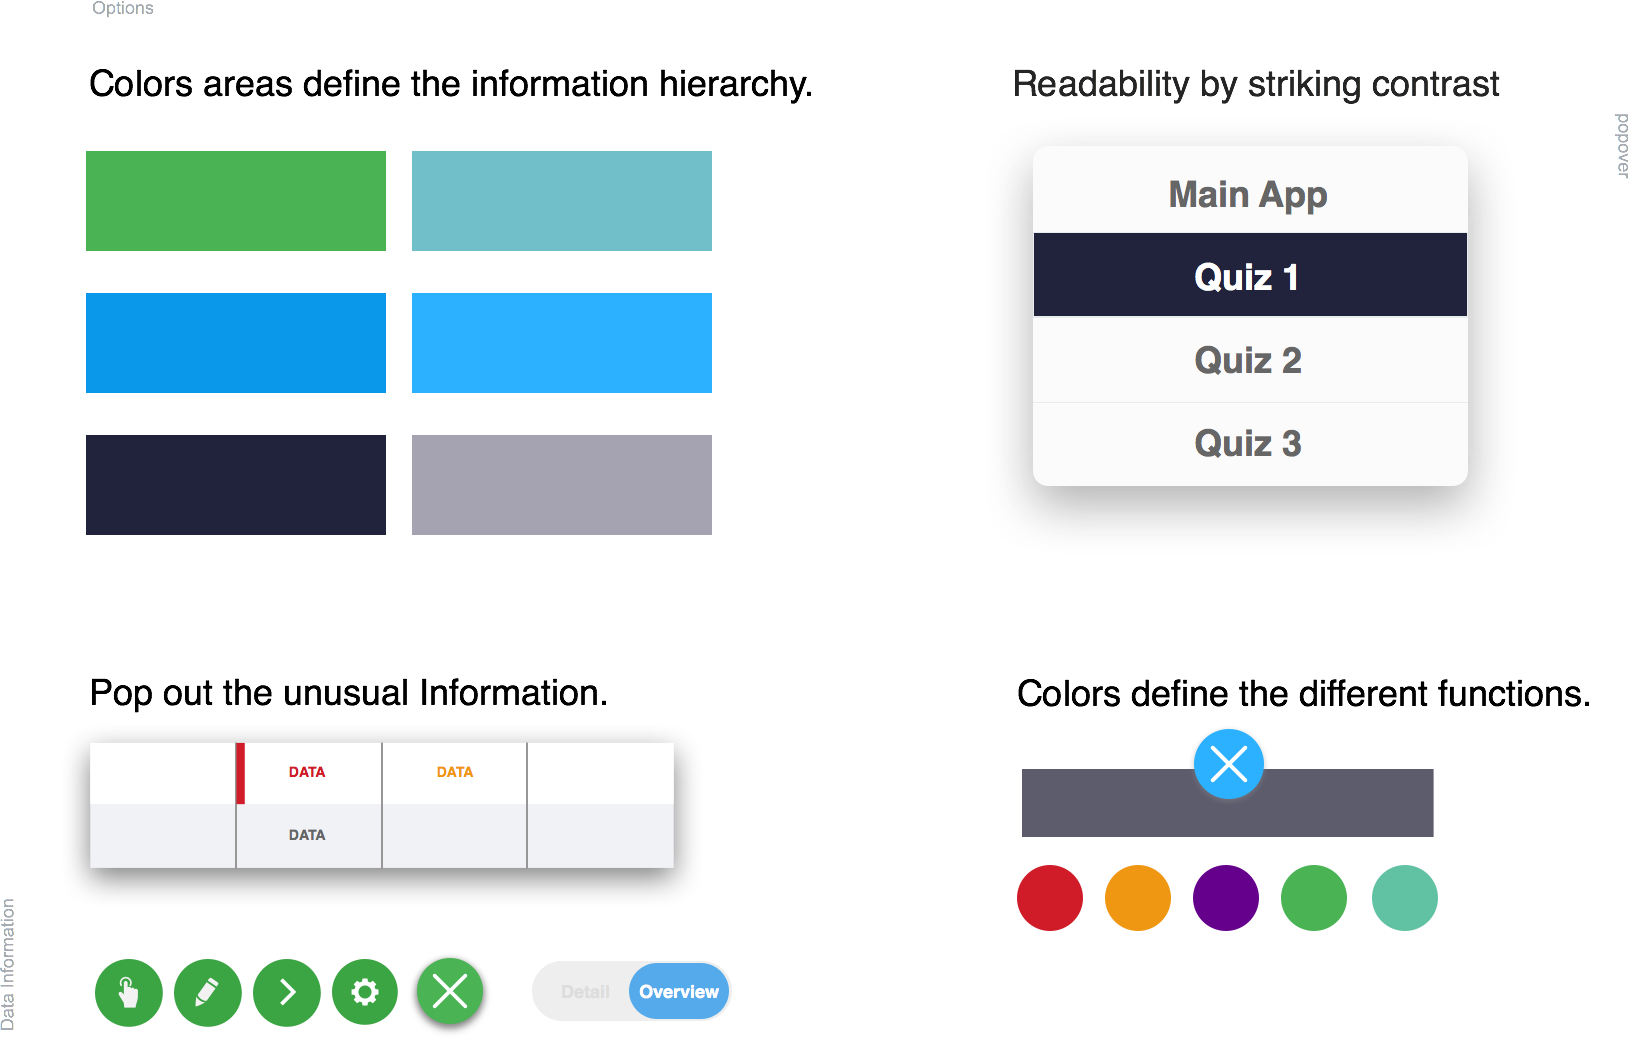 Options
Colors areas define the information hierarchy.
Readability by striking contrast
popover
Main App
Quiz 1
Quiz 2
Quiz 3
Pop out the unusual Information.
DATA
DATA
DATA
Colors define the different functions.
Data Information
Detail
Overview